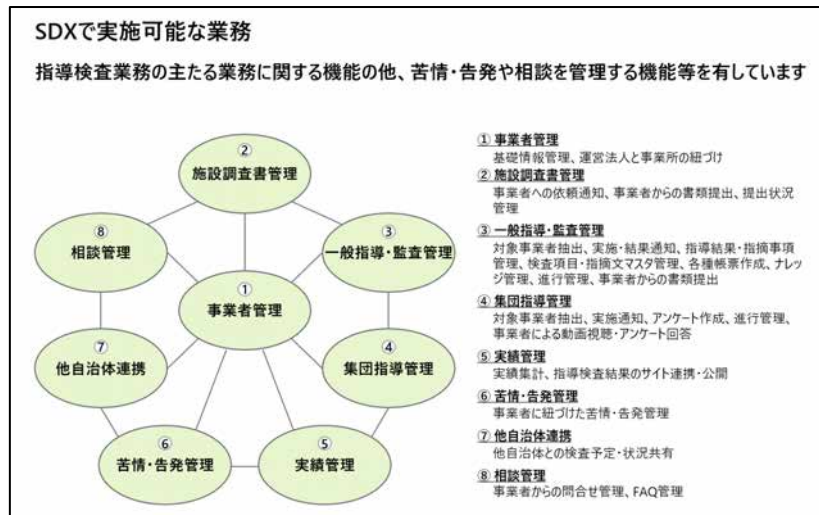 SDXで実施可能な業務
指導検査業務の主たる業務に関する機能の他、苦情・告発や相談を管理する機能等を有しています
②
施設調査書管理
⑧
相談管理
③
一般指導・監査管理
①
事業者管理
⑦
他自治体連携
④
集団指導管理
⑥
苦情・告発管理
⑤
実績管理
① 事業者管理
基礎情報管理、運営法人と事業所の紐づけ
② 施設調査書管理
事業者への依頼通知、事業者からの書類提出、提出状況
管理
③ 一般指導・監査管理
対象事業者抽出、実施・結果通知、指導結果・指摘事項
管理、検査項目・指摘文マスタ管理、各種帳票作成、ナレッ
ジ管理、進行管理、事業者からの書類提出
④ 集団指導管理
対象事業者抽出、実施通知、アンケート作成、進行管理、
事業者による動画視聴・アンケート回答
⑤ 実績管理
実績集計、指導検査結果のサイト連携・公開
⑥ 苦情・告発管理
事業者に紐づけた苦情・告発管理
⑦ 他自治体連携
他自治体との検査予定・状況共有
⑧ 相談管理
事業者からの問合せ管理、FAQ管理